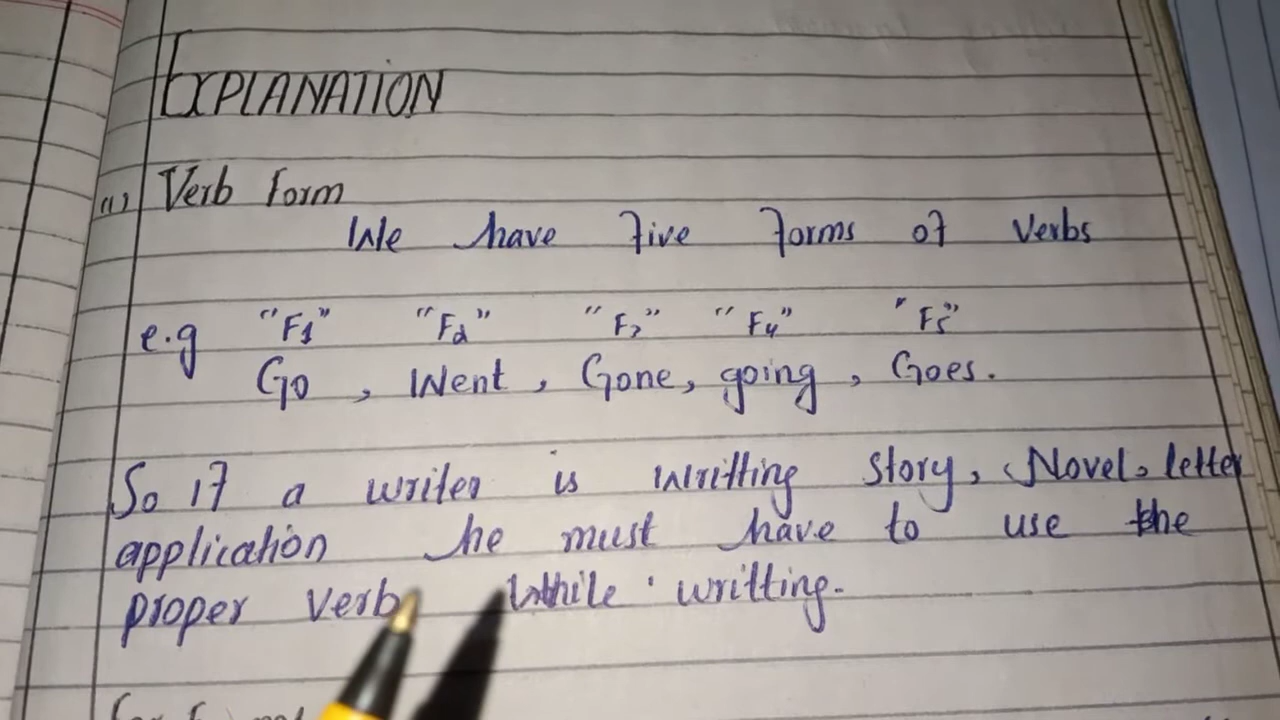 EXPLANATION
(1) Verb Form
We have Five Forms of Verbs
e.g "F1" "F2" "F3" "F4" "F5"
Go , Went , Gone, going , Goes.
So if a writer is writting story, Novel, letter
application he must have to use the
proper verb while writting.